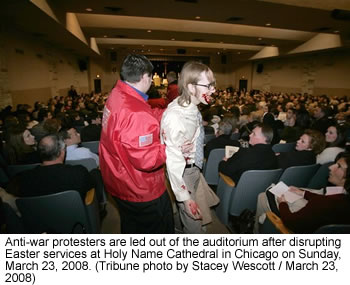 Anti-war protesters are led out of the auditorium after disrupting
Easter services at Holy Name Cathedral in Chicago on Sunday,
March 23, 2008. (Tribune photo by Stacey Wescott / March 23,
2008)